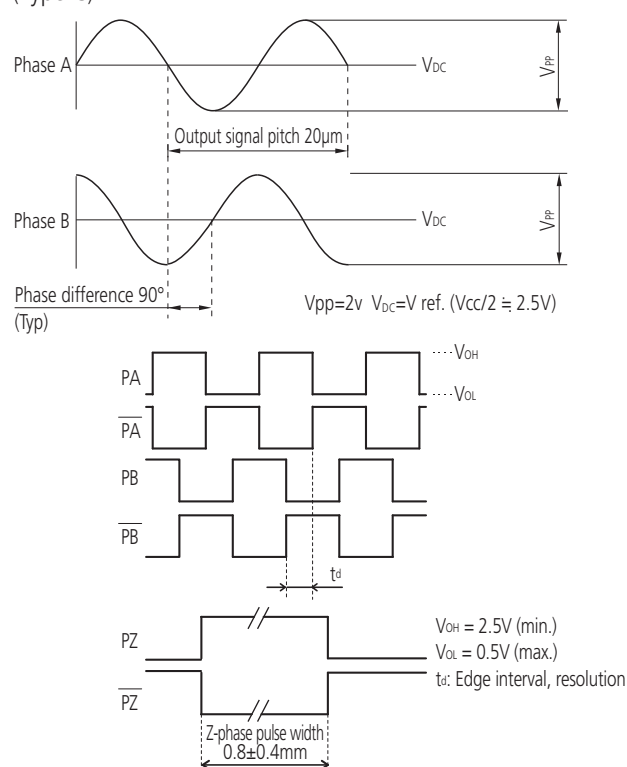 Phase A
VDC
VPP
Output signal pitch 20μm
Phase B
VDC
VPP
Phase difference 90°
(Typ)
Vpp=2v VDC=V ref. (Vcc/2 ≒ 2.5V)
PA
VOH
VOL
PA
PB
PB
td
PZ
VOH = 2.5V (min.)
VOL = 0.5V (max.)
td: Edge interval, resolution
PZ
Z-phase pulse width
0.8±0.4mm